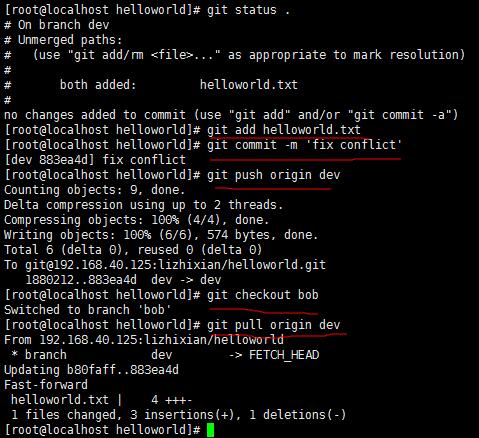 [root@localhost helloworld]# git status .
# On branch dev
# Unmerged paths:
#   (use "git add/rm <file>..." as appropriate to mark resolution)
#
#       both added:         helloworld.txt
#
no changes added to commit (use "git add" and/or "git commit -a")
[root@localhost helloworld]# git add helloworld.txt
[root@localhost helloworld]# git commit -m 'fix conflict'
[dev 883ea4d] fix conflict
[root@localhost helloworld]# git push origin dev
Counting objects: 9, done.
Delta compression using up to 2 threads.
Compressing objects: 100% (4/4), done.
Writing objects: 100% (6/6), 574 bytes, done.
Total 6 (delta 0), reused 0 (delta 0)
To git@192.168.40.125:lizhixian/helloworld.git
   1880212..883ea4d  dev -> dev
[root@localhost helloworld]# git checkout bob
Switched to branch 'bob'
[root@localhost helloworld]# git pull origin dev
From 192.168.40.125:lizhixian/helloworld
 * branch            dev        -> FETCH_HEAD
Updating b80faff..883ea4d
Fast-forward
 helloworld.txt |    4 +++-
 1 files changed, 3 insertions(+), 1 deletions(-)
[root@localhost helloworld]#